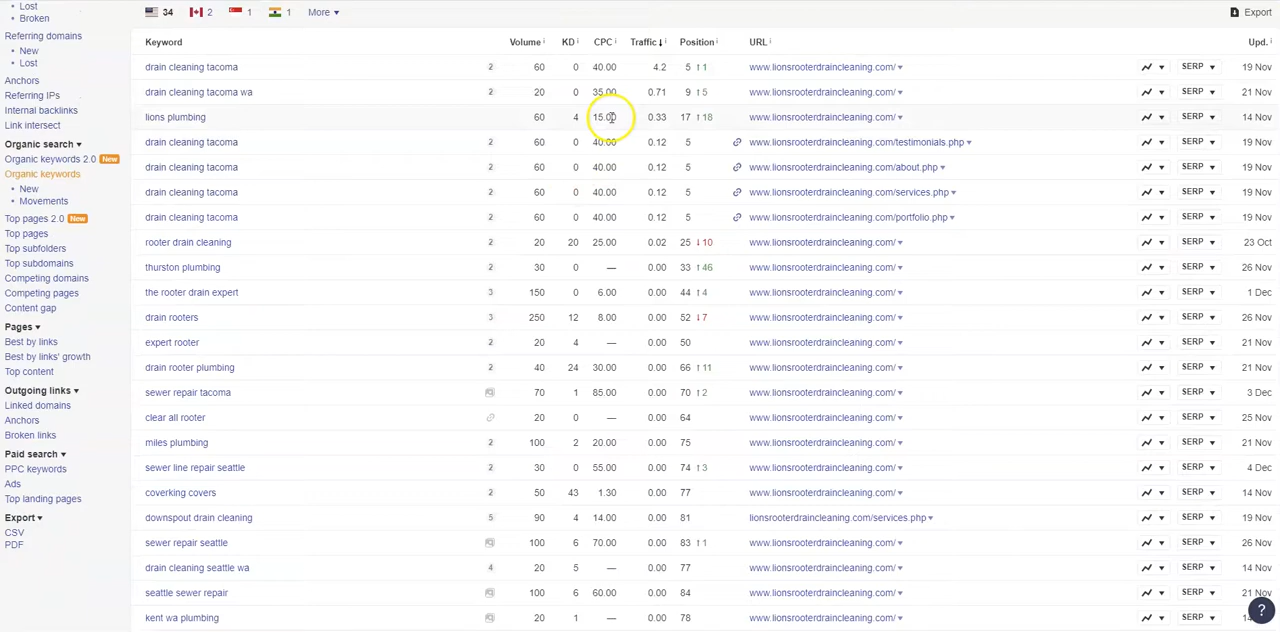 Lost
Broken
Referring domains
New
Lost
Anchors
Referring IPs
Internal backlinks
Link intersect
Organic search
Organic keywords 2.0 New
Organic keywords
New
Movements
Top pages 2.0 New
Top pages
Top subfolders
Top subdomains
Competing domains
Competing pages
Content gap
Pages
Best by links
Best by links' growth
Top content
Outgoing links
Linked domains
Anchors
Broken links
Paid search
PPC keywords
Ads
Top landing pages
Export
CSV
PDF
34 2 1 1 More Export
Keyword Volume i KD i CPC i Traffic↓ i Position i URL i Upd. i
drain cleaning tacoma 2 60 0 40.00 4.2 5 ↑1 www.lionsrooterdraincleaning.com/ SERP 19 Nov
drain cleaning tacoma wa 2 20 0 35.00 0.71 9 ↑5 www.lionsrooterdraincleaning.com/ SERP 21 Nov
lions plumbing 60 4 15.00 0.33 17 ↑18 www.lionsrooterdraincleaning.com/ SERP 14 Nov
drain cleaning tacoma 2 60 0 40.00 0.12 5 www.lionsrooterdraincleaning.com/testimonials.php SERP 19 Nov
drain cleaning tacoma 2 60 0 40.00 0.12 5 www.lionsrooterdraincleaning.com/about.php SERP 19 Nov
drain cleaning tacoma 2 60 0 40.00 0.12 5 www.lionsrooterdraincleaning.com/services.php SERP 19 Nov
drain cleaning tacoma 2 60 0 40.00 0.12 5 www.lionsrooterdraincleaning.com/portfolio.php SERP 19 Nov
rooter drain cleaning 2 20 20 25.00 0.02 25 ↓10 www.lionsrooterdraincleaning.com/ SERP 23 Oct
thurston plumbing 2 30 0 — 0.00 33 ↑46 www.lionsrooterdraincleaning.com/ SERP 26 Nov
the rooter drain expert 3 150 0 6.00 0.00 44 ↑4 www.lionsrooterdraincleaning.com/ SERP 1 Dec
drain rooters 3 250 12 8.00 0.00 52 ↓7 www.lionsrooterdraincleaning.com/ SERP 26 Nov
expert rooter 2 20 4 — 0.00 50 www.lionsrooterdraincleaning.com/ SERP 21 Nov
drain rooter plumbing 2 40 24 30.00 0.00 66 ↑11 www.lionsrooterdraincleaning.com/ SERP 21 Nov
sewer repair tacoma 70 1 85.00 0.00 70 ↑2 www.lionsrooterdraincleaning.com/ SERP 3 Dec
clear all rooter 20 0 — 0.00 64 www.lionsrooterdraincleaning.com/ SERP 25 Nov
miles plumbing 2 100 2 20.00 0.00 75 www.lionsrooterdraincleaning.com/ SERP 21 Nov
sewer line repair seattle 2 30 0 55.00 0.00 74 ↑3 www.lionsrooterdraincleaning.com/ SERP 4 Dec
coverking covers 2 50 43 1.30 0.00 77 www.lionsrooterdraincleaning.com/ SERP 14 Nov
downspout drain cleaning 5 90 4 14.00 0.00 81 lionsrooterdraincleaning.com/services.php SERP 19 Nov
sewer repair seattle 100 6 70.00 0.00 83 ↑1 www.lionsrooterdraincleaning.com/ SERP 26 Nov
drain cleaning seattle wa 4 20 5 — 0.00 77 www.lionsrooterdraincleaning.com/ SERP 14 Nov
seattle sewer repair 100 6 60.00 0.00 84 www.lionsrooterdraincleaning.com/ SERP 21 Nov
kent wa plumbing 20 1 — 0.00 78 www.lionsrooterdraincleaning.com/ SERP
?